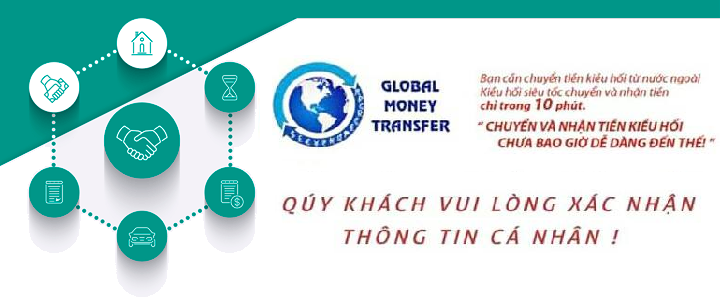 GLOBAL
MONEY
TRANSFER
Bạn cần chuyển tiền kiều hối từ nước ngoài
Kiều hối siêu tốc chuyển và nhận tiền
chỉ trong 10 phút.
" CHUYỂN VÀ NHẬN TIỀN KIỀU HỐI
CHƯA BAO GIỜ DỄ DÀNG ĐẾN THẾ! "
QÚY KHÁCH VUI LÒNG XÁC NHẬN
THÔNG TIN CÁ NHÂN !